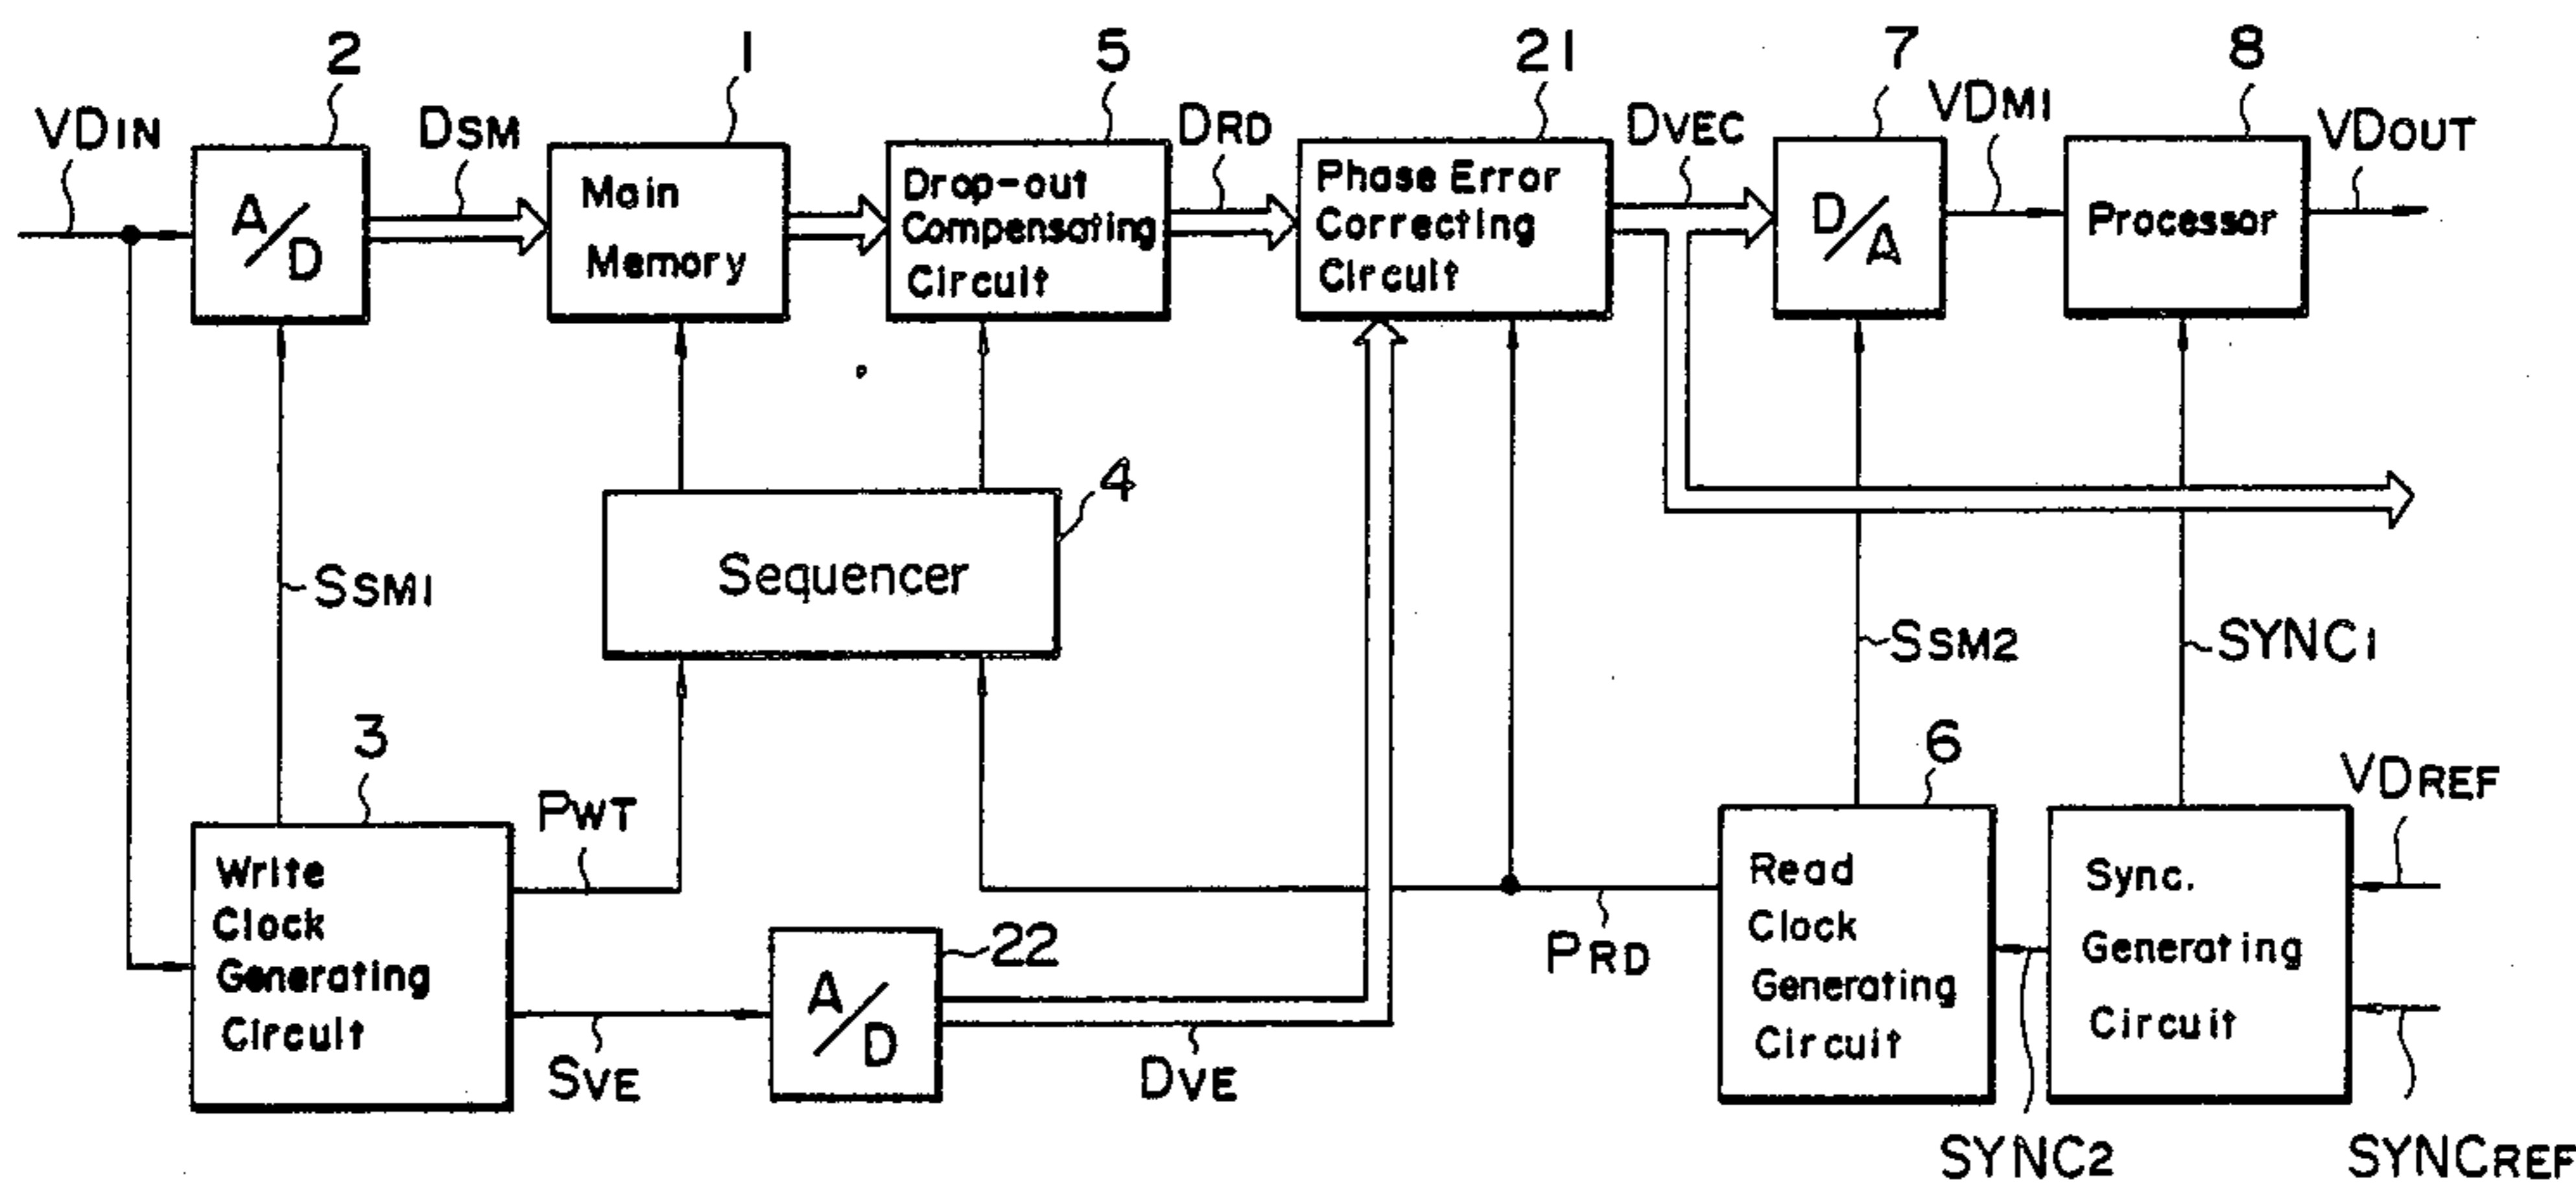 2
1
5
21
7
8
VDIN
DSM
DRD
DVEC
VDM1
VDOUT
A/D
Main
Memory
Drop-out
Compensating
Circuit
Phase Error
Correcting
Circuit
D/A
Processor
4
Sequencer
SSM1
SSM2
SYNC1
3
6
VDREF
PWT
Write
Clock
Generating
Circuit
Read
Clock
Generating
Circuit
Sync.
Generating
Circuit
22
PRD
A/D
SVE
DVE
SYNC2
SYNCREF